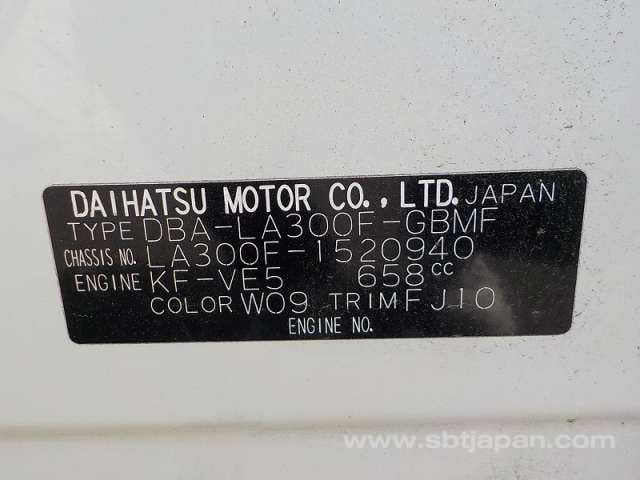 DAIHATSU MOTOR CO., LTD. JAPAN
TYPE DBA-LA300F-GBMF
CHASSIS NO. LA300F-1520940
ENGINE KF-VE5 658cc
COLOR W09 TRIM FJ10
ENGINE NO.
www.sbtjapan.com